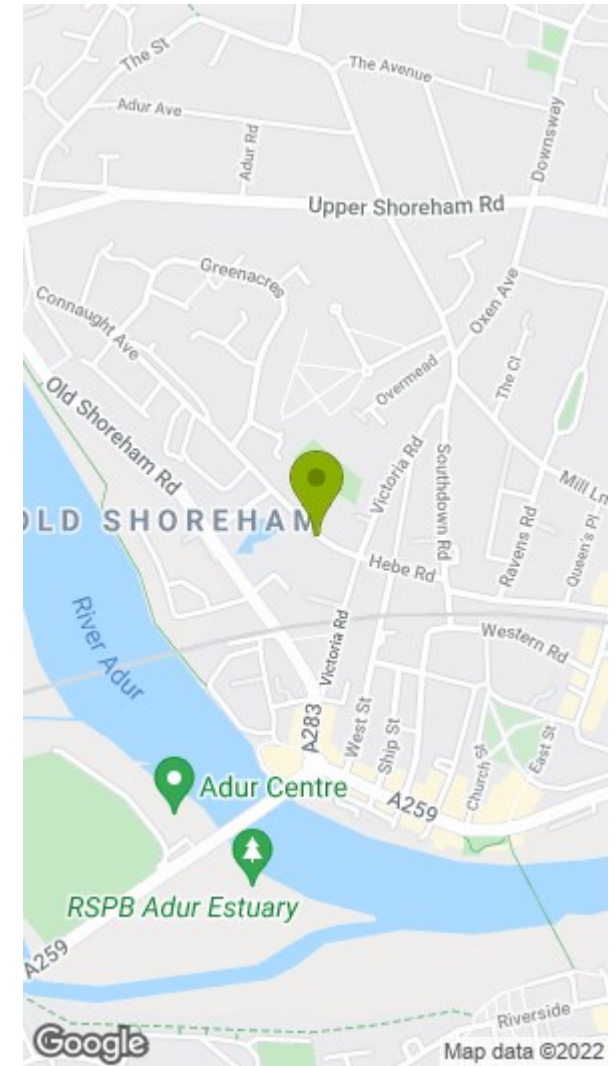 The St
The Avenue
Adur Ave
Adur Rd
Downsway
Upper Shoreham Rd
Greenacres
Oxen Ave
Connaught Ave
The Cl
Overmead
Old Shoreham Rd
Victoria Rd
Southdown Rd
Mill Ln
OLD SHOREHAM
Ravens Rd
Queen's Pl
Hebe Rd
River Adur
Victoria Rd
Western Rd
A283
West St
Ship St
Church St
East St
Adur Centre
A259
RSPB Adur Estuary
A259
Riverside
Google
Map data ©2022